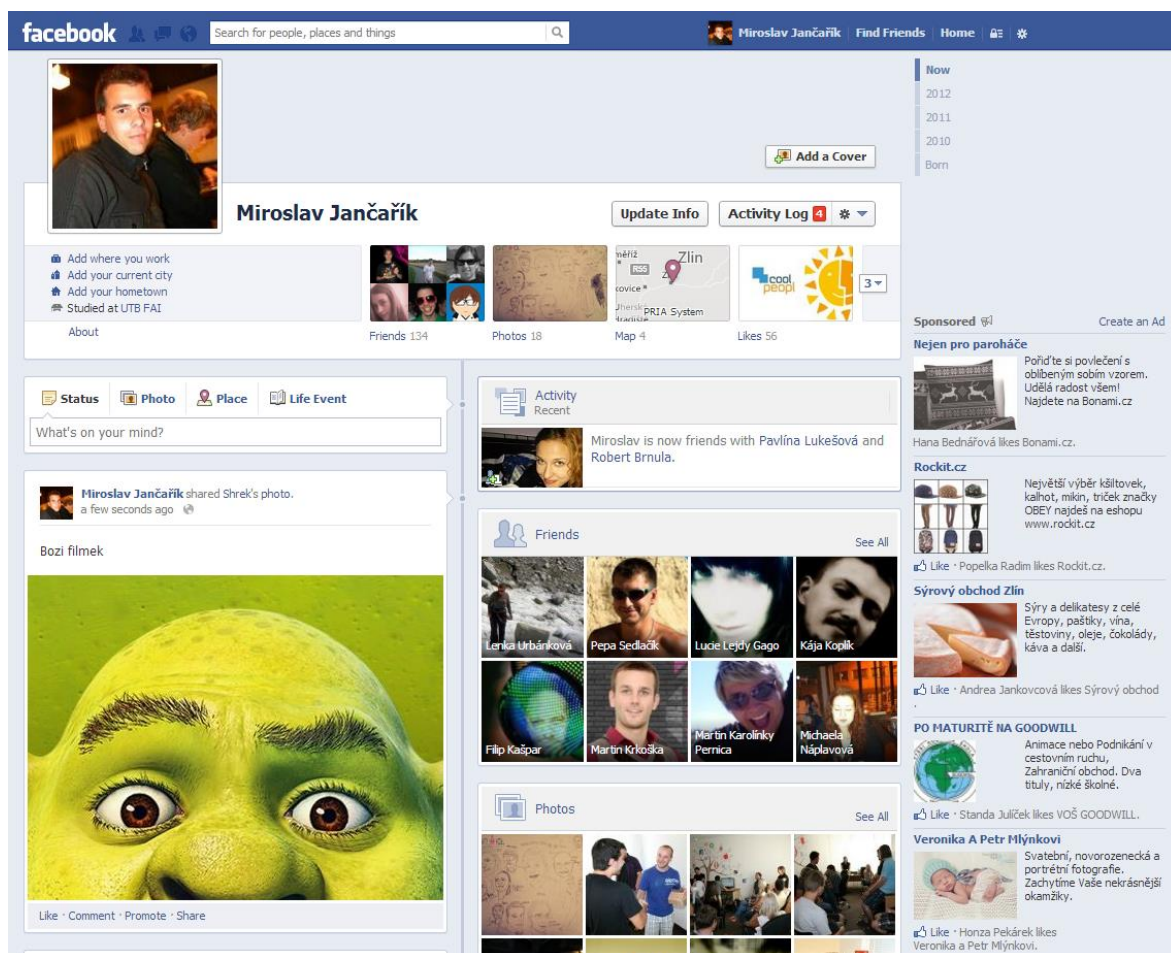 facebook
Search for people, places and things
Miroslav Jančařík
Find Friends
Home
Now
2012
2011
2010
Born
Add a Cover
Miroslav Jančařík
Update Info
Activity Log 4
Add where you work
Add your current city
Add your hometown
Studied at UTB FAI
About
Friends 134
Photos 18
Zlin
R55
PRIA System
Map 4
cool
peopl
Likes 56
3
Status
Photo
Place
Life Event
What's on your mind?
Miroslav Jančařík shared Shrek's photo.
a few seconds ago
Bozi filmek
Like · Comment · Promote · Share
Activity
Recent
+1
Miroslav is now friends with Pavlína Lukešová and
Robert Brnula.
Friends
See All
Lenka Urbánková
Pepa Sedlačik
Lucie Lejdy Gago
Kája Koplík
Filip Kašpar
Martin Krkoška
Martin Karolínky
Pernica
Michaela
Náplavová
Photos
See All
Sponsored
Create an Ad
Nejen pro paroháče
Pořiďte si povlečení s
oblíbeným sobím vzorem.
Udělá radost všem!
Najdete na Bonami.cz
Hana Bednářová likes Bonami.cz.
Rockit.cz
Největší výběr kšiltovek,
kalhot, mikin, triček značky
OBEY najdeš na eshopu
www.rockit.cz
Like · Popelka Radim likes Rockit.cz.
Sýrový obchod Zlín
Sýry a delikatesy z celé
Evropy, paštiky, vína,
těstoviny, oleje, čokolády,
káva a další.
Like · Andrea Jankovcová likes Sýrový obchod
.
PO MATURITĚ NA GOODWILL
Animace nebo Podnikání v
cestovním ruchu,
Zahraniční obchod. Dva
tituly, nízké školné.
Like · Standa Julíček likes VOŠ GOODWILL.
Veronika A Petr Mlýnkovi
Svatební, novorozenecká a
portrétní fotografie.
Zachytíme Vaše nekrásnější
okamžiky.
Like · Honza Pekárek likes
Veronika a Petr Mlýnkovi.